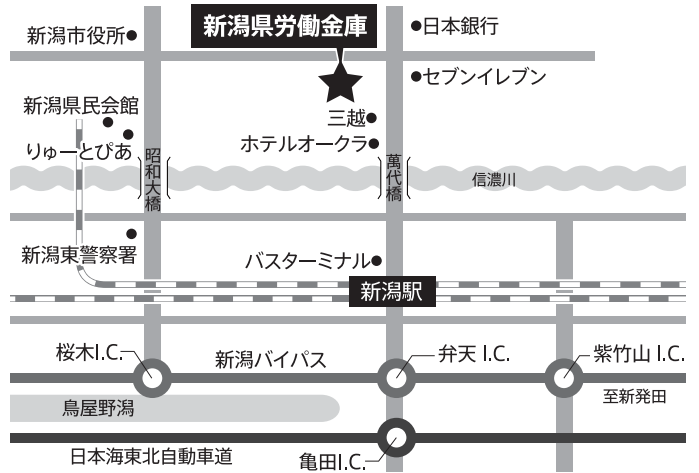 新潟県労働金庫
新潟市役所
日本銀行
セブンイレブン
新潟県民会館
三越
りゅーとぴあ
ホテルオークラ
昭和大橋
萬代橋
信濃川
新潟東警察署
バスターミナル
新潟駅
桜木I.C.
新潟バイパス
弁天 I.C.
紫竹山 I.C.
至新発田
鳥屋野潟
日本海東北自動車道
亀田I.C.